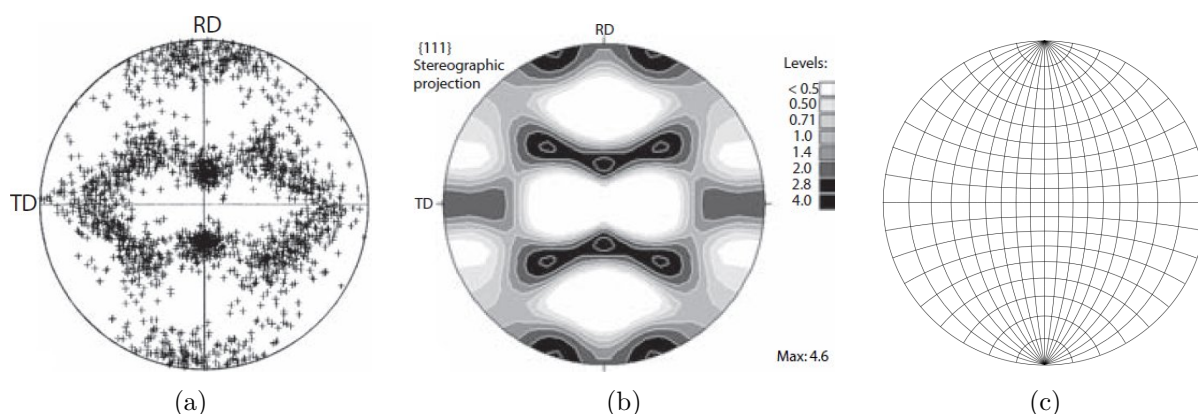 RD
TD
(a)
{111}
Stereographic
projection
RD
TD
Levels:
< 0.5
0.50
0.71
1.0
1.4
2.0
2.8
4.0
Max: 4.6
(b)
(c)